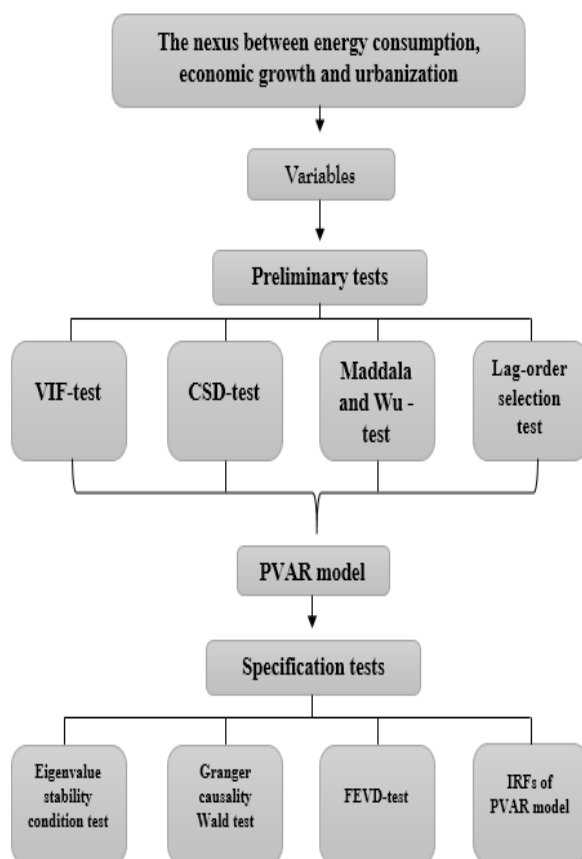 The nexus between energy consumption,
economic growth and urbanization
Variables
Preliminary tests
VIF-test
CSD-test
Maddala
and Wu -
test
Lag-order
selection
test
PVAR model
Specification tests
Eigenvalue
stability
condition test
Granger
causality
Wald test
FEVD-test
IRFs of
PVAR model